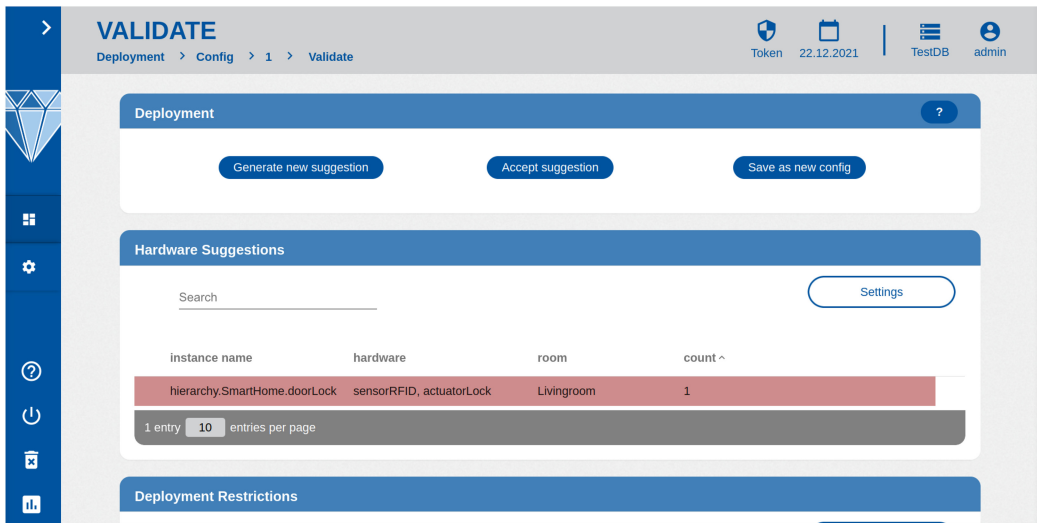 VALIDATE
Deployment > Config > 1 > Validate
Token 22.12.2021 TestDB admin
Deployment ?
Generate new suggestion Accept suggestion Save as new config
Hardware Suggestions
Search Settings
instance name hardware room count
hierarchy.SmartHome.doorLock sensorRFID, actuatorLock Livingroom 1
1 entry 10 entries per page
Deployment Restrictions